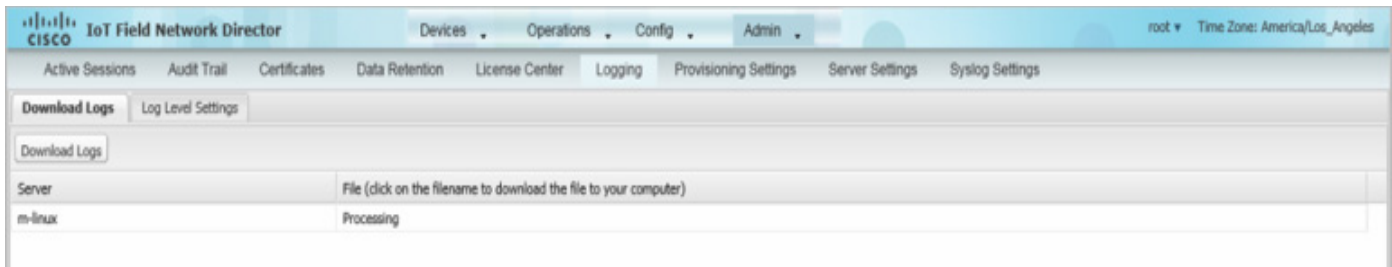 CISCO IoT Field Network Director Devices Operations Config Admin root Time Zone: America/Los_Angeles
Active Sessions Audit Trail Certificates Data Retention License Center Logging Provisioning Settings Server Settings Syslog Settings
Download Logs Log Level Settings
Download Logs
Server File (click on the filename to download the file to your computer)
m-linux Processing